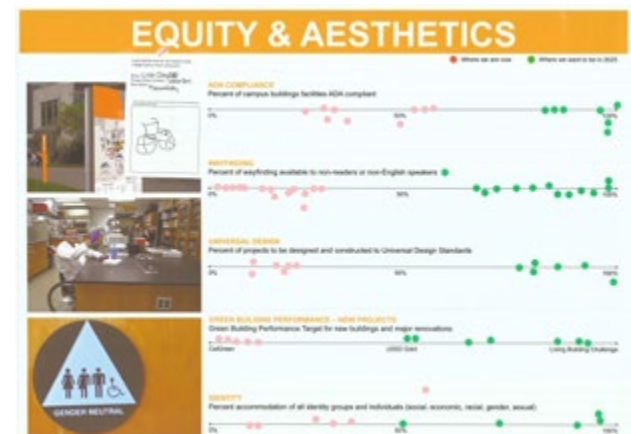 EQUITY & AESTHETICS
Where we are now
Where we want to be in 2025
ADA COMPLIANCE
Percent of campus buildings facilities ADA compliant
0%
50%
100%
WAYFINDING
Percent of wayfinding available to non-readers or non-English speakers
0%
50%
100%
UNIVERSAL DESIGN
Percent of projects to be designed and constructed to Universal Design Standards
0%
50%
100%
GREEN BUILDING PERFORMANCE – NEW PROJECTS
Green Building Performance Target for new buildings and major renovations
CalGreen
LEED Gold
Living Building Challenge
GENDER NEUTRAL
IDENTITY
Percent accommodation of all identity groups and individuals (social, economic, racial, gender, sexual)
0%
50%
100%